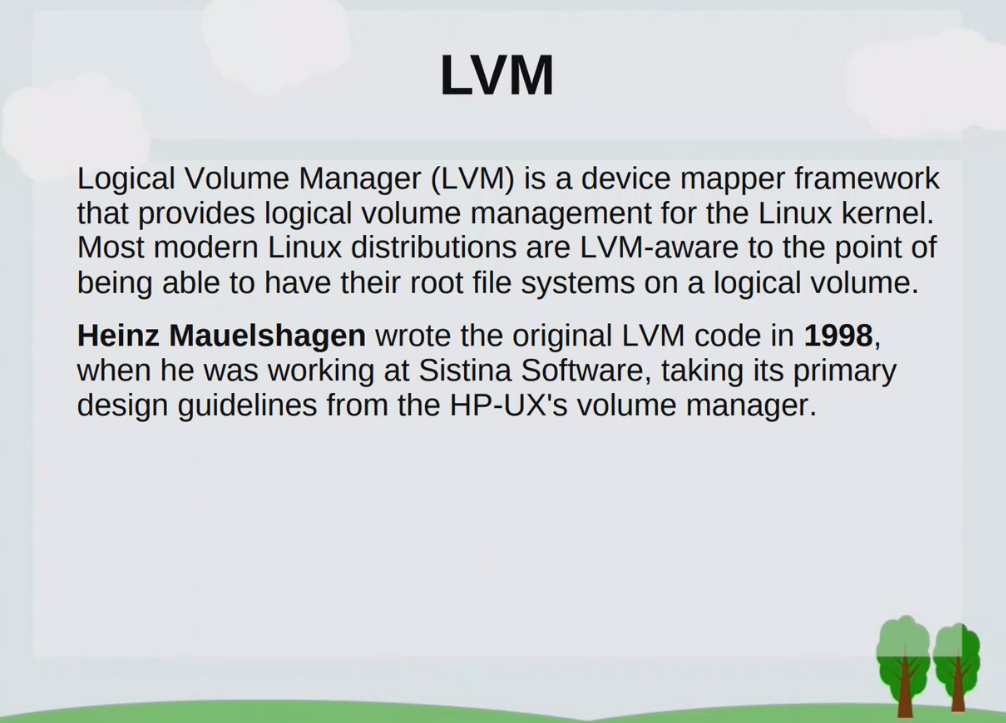 LVM
Logical Volume Manager (LVM) is a device mapper framework
that provides logical volume management for the Linux kernel.
Most modern Linux distributions are LVM-aware to the point of
being able to have their root file systems on a logical volume.
Heinz Mauelshagen wrote the original LVM code in 1998,
when he was working at Sistina Software, taking its primary
design guidelines from the HP-UX's volume manager.